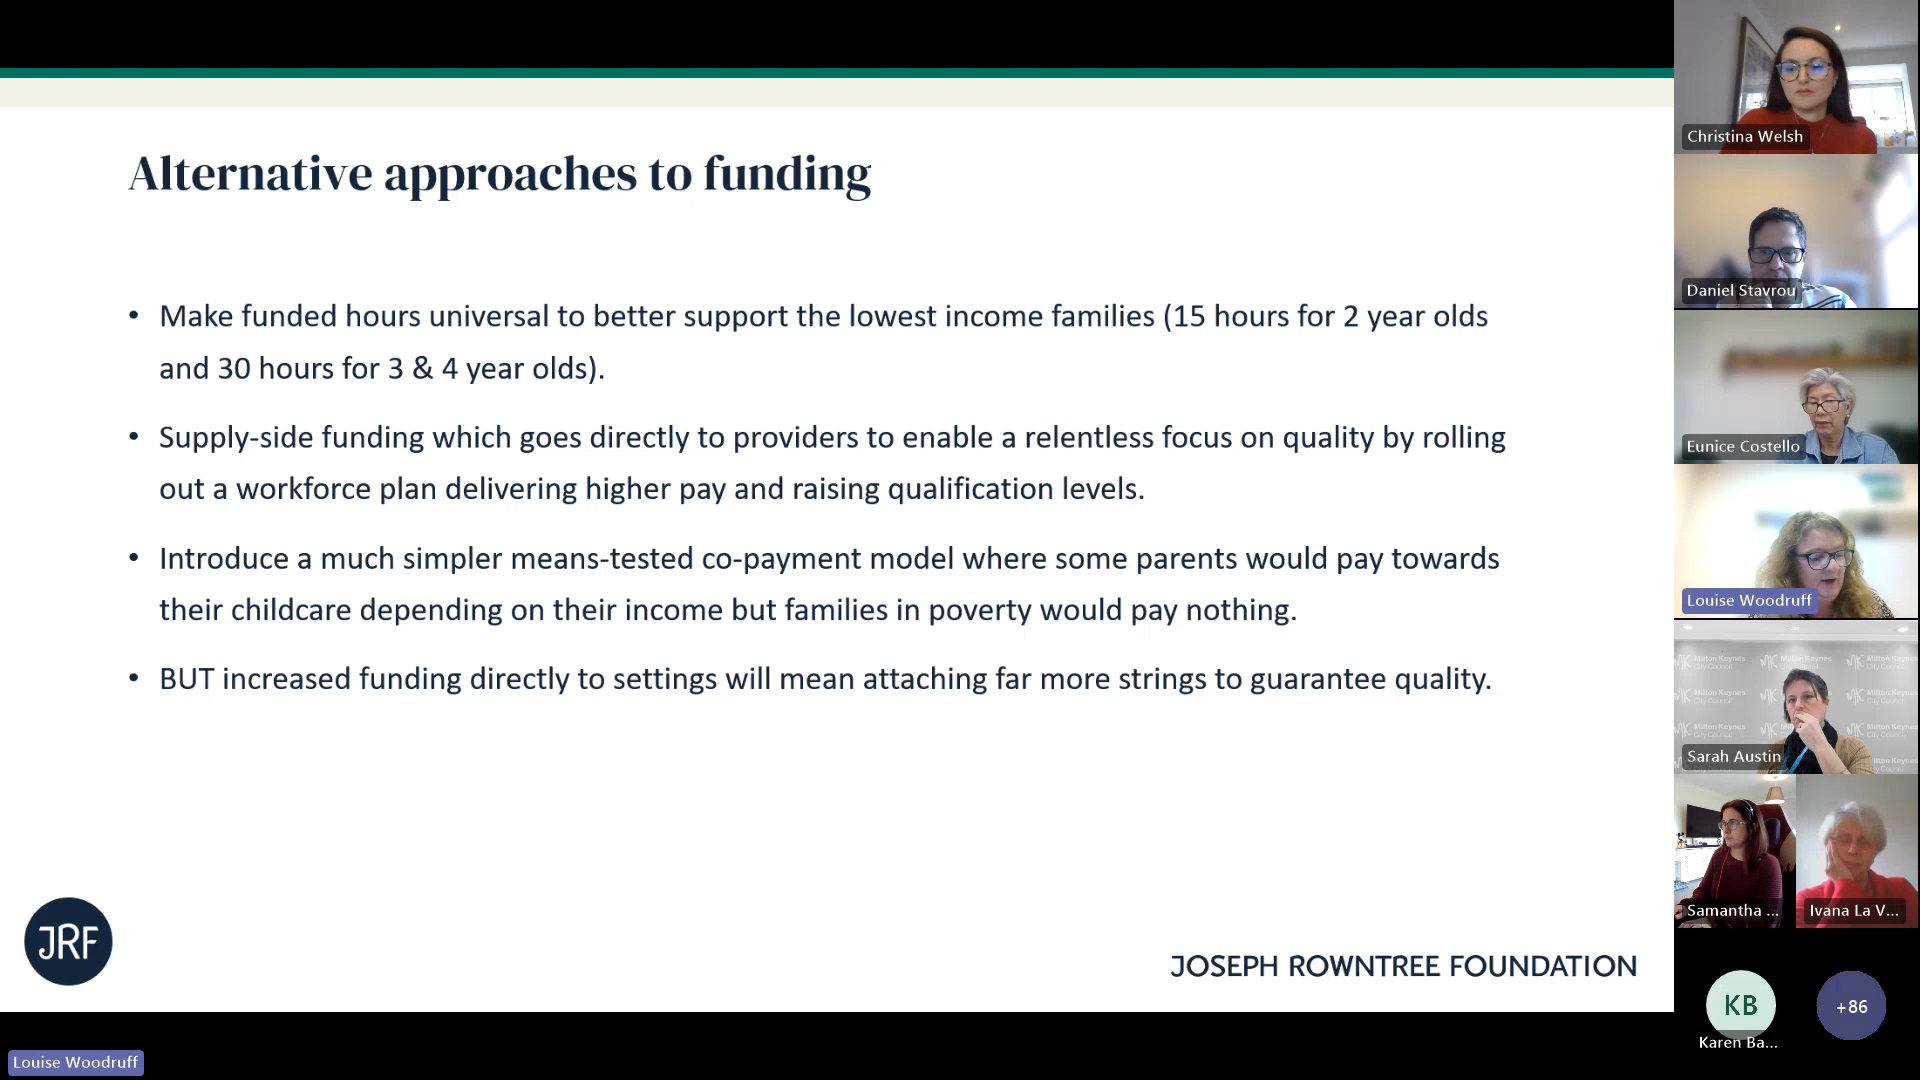 Alternative approaches to funding
• Make funded hours universal to better support the lowest income families (15 hours for 2 year olds
and 30 hours for 3 & 4 year olds).
• Supply-side funding which goes directly to providers to enable a relentless focus on quality by rolling
out a workforce plan delivering higher pay and raising qualification levels.
• Introduce a much simpler means-tested co-payment model where some parents would pay towards
their childcare depending on their income but families in poverty would pay nothing.
• BUT increased funding directly to settings will mean attaching far more strings to guarantee quality.
JRF
JOSEPH ROWNTREE FOUNDATION
Louise Woodruff
Christina Welsh
Daniel Stavrou
Eunice Costello
Louise Woodruff
Milton Keynes
City Council
Sarah Austin
Samantha ...
Ivana La V...
KB
Karen Ba...
+86